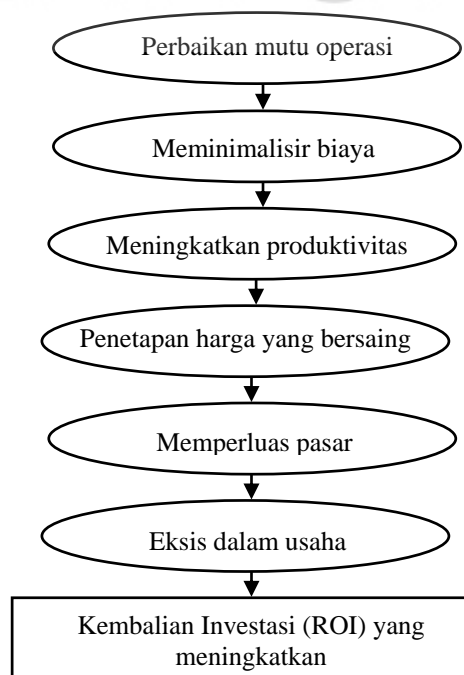 Perbaikan mutu operasi
Meminimalisir biaya
Meningkatkan produktivitas
Penetapan harga yang bersaing
Memperluas pasar
Eksis dalam usaha
Kembalian Investasi (ROI) yang
meningkatkan